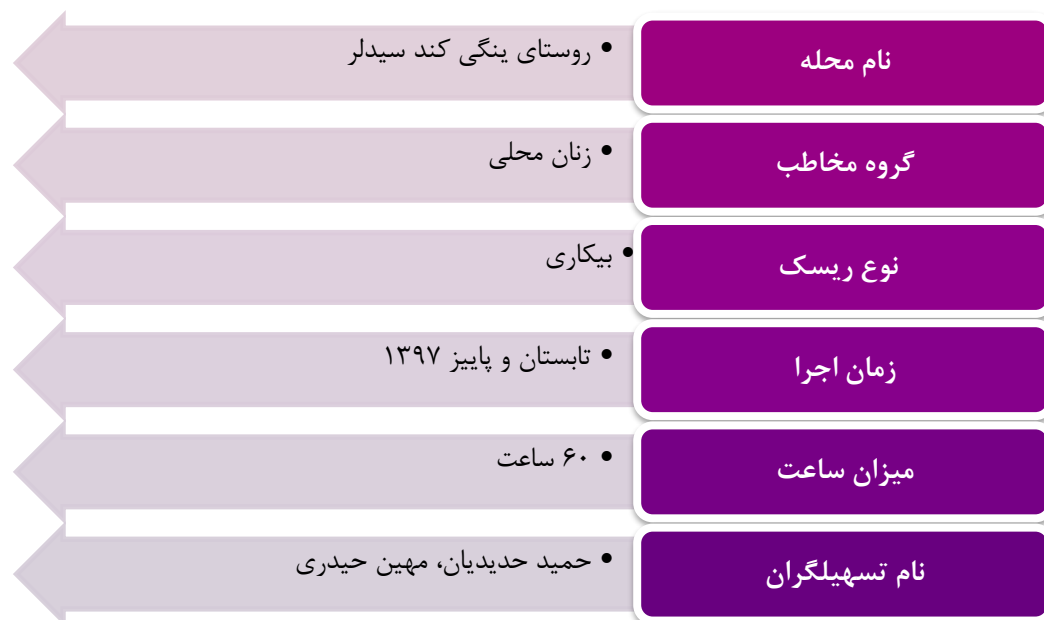 نام محله
• روستای ینگی کند سیدلر
گروه مخاطب
• زنان محلی
نوع ریسک
• بیکاری
زمان اجرا
• تابستان و پاییز ۱۳۹۷
میزان ساعت
• ۶۰ ساعت
نام تسهیلگران
• حمید حدیدیان، مهین حیدری